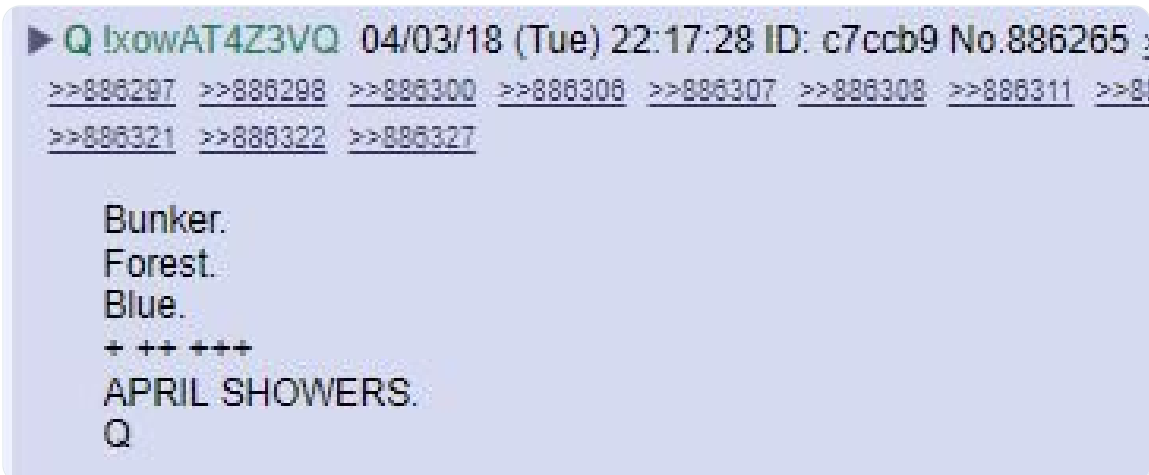 ▶ Q !xowAT4Z3VQ 04/03/18 (Tue) 22:17:28 ID: c7ccb9 No.886265
>>886297 >>886298 >>886300 >>886306 >>886307 >>886308 >>886311
>>886321 >>886322 >>886327
Bunker.
Forest.
Blue.
+ ++ +++
APRIL SHOWERS.
Q